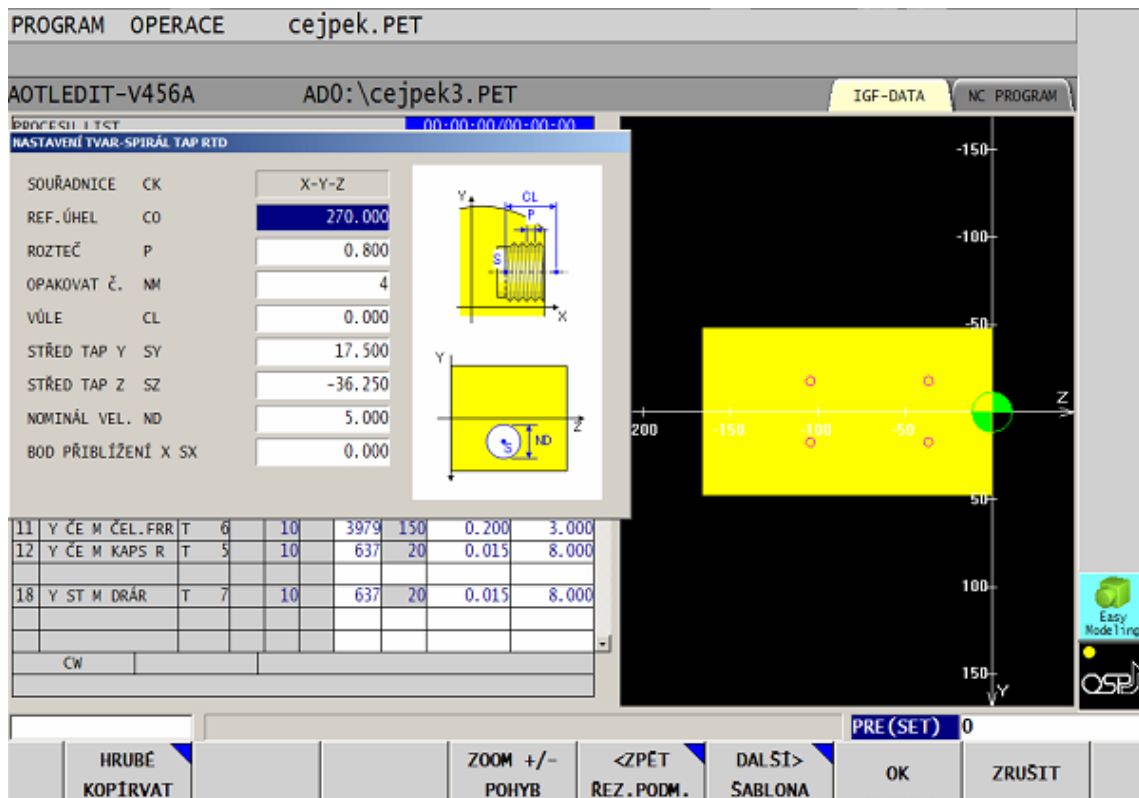 PROGRAM OPERACE cejpek.PET
AOTLEDIT-V456A AD0:\cejpek3.PET IGF-DATA NC PROGRAM
PROCESU LIST 00:00:00/00:00:00
NASTAVENÍ TVAR-SPIRÁL TAP RTD
SOUŘADNICE CK X-Y-Z
REF.ÚHEL CO 270.000
ROZTEČ P 0.800
OPAKOVAT Č. NM 4
VŮLE CL 0.000
STŘED TAP Y SY 17.500
STŘED TAP Z SZ -36.250
NOMINÁL VEL. ND 5.000
BOD PŘIBLÍŽENÍ X SX 0.000
Y CL
P
S
X
Y
Z
S ND
-150
-100
-50
Z
200 -150 -100 -50
50
100
150
Y
11 Y ČE M ČEL.FRR T 6 10 3979 150 0.200 3.000
12 Y ČE M KAPS R T 5 10 637 20 0.015 8.000
18 Y ST M DRÁR T 7 10 637 20 0.015 8.000
CW
Easy
Modeling
OSP
PRE(SET) 0
HRUBÉ
KOPÍRVAT
ZOOM +/-
POHYB
<ZPĚT
ŘEZ.PODM.
DALŠÍ>
ŠABLONA
OK
ZRUŠIT